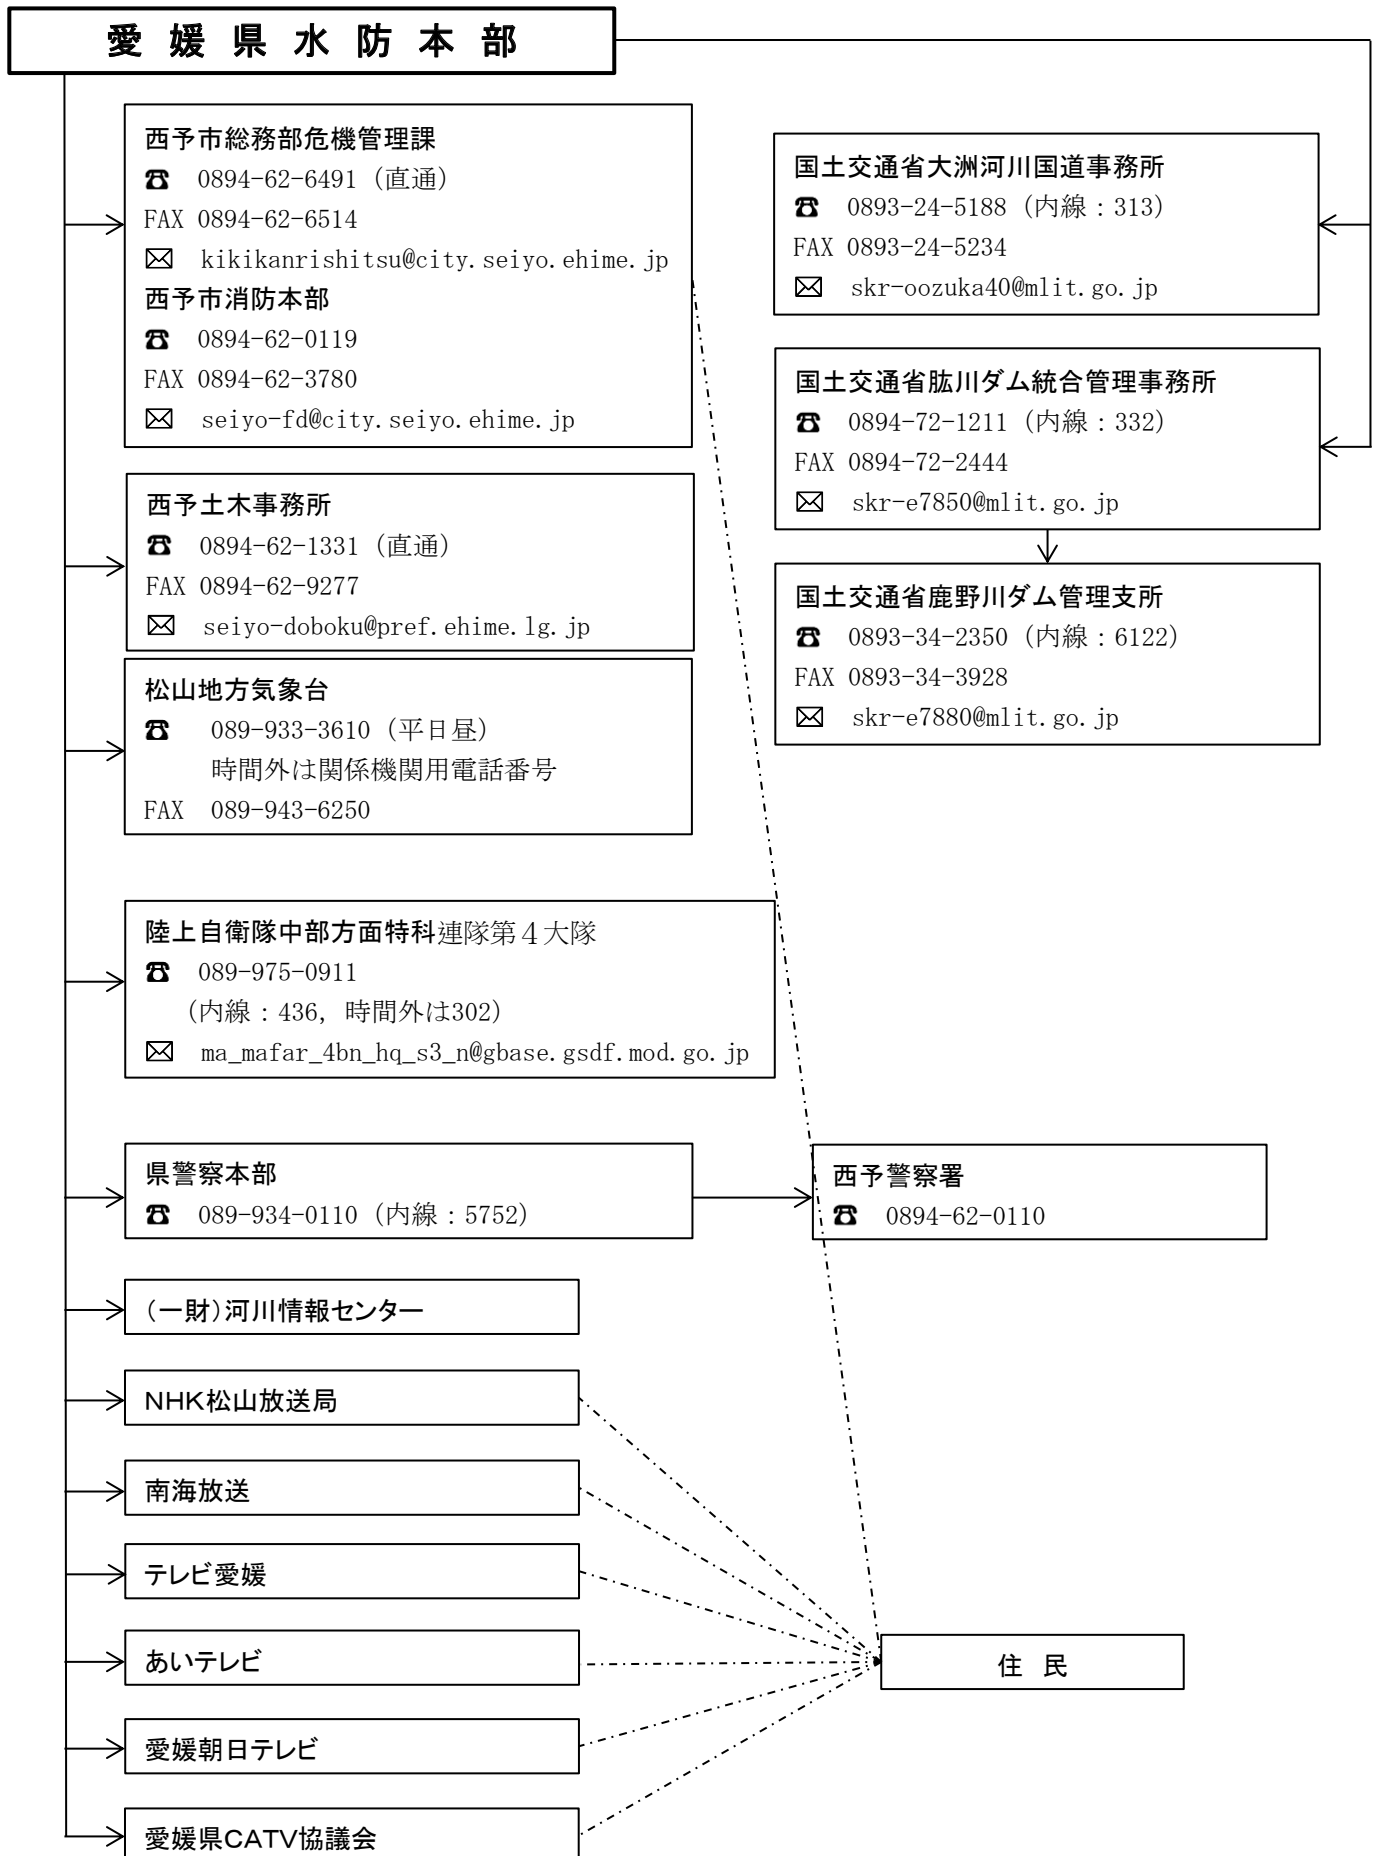 愛媛県水防本部
西予市総務部危機管理課
☎ 0894-62-6491（直通）
FAX 0894-62-6514
✉ kikikanrishitsu@city.seiyo.ehime.jp
西予市消防本部
☎ 0894-62-0119
FAX 0894-62-3780
✉ seiyo-fd@city.seiyo.ehime.jp
国土交通省大洲河川国道事務所
☎ 0893-24-5188（内線：313）
FAX 0893-24-5234
✉ skr-oozuka40@mlit.go.jp
国土交通省肱川ダム統合管理事務所
☎ 0894-72-1211（内線：332）
FAX 0894-72-2444
✉ skr-e7850@mlit.go.jp
国土交通省鹿野川ダム管理支所
☎ 0893-34-2350（内線：6122）
FAX 0893-34-3928
✉ skr-e7880@mlit.go.jp
西予土木事務所
☎ 0894-62-1331（直通）
FAX 0894-62-9277
✉ seiyo-doboku@pref.ehime.lg.jp
松山地方気象台
☎ 089-933-3610（平日昼）
時間外は関係機関用電話番号
FAX 089-943-6250
陸上自衛隊中部方面特科連隊第４大隊
☎ 089-975-0911
（内線：436，時間外は302）
✉ ma_mafar_4bn_hq_s3_n@gbase.gsdf.mod.go.jp
県警察本部
☎ 089-934-0110（内線：5752）
西予警察署
☎ 0894-62-0110
（一財）河川情報センター
NHK松山放送局
南海放送
テレビ愛媛
あいテレビ
愛媛朝日テレビ
愛媛県CATV協議会
住 民